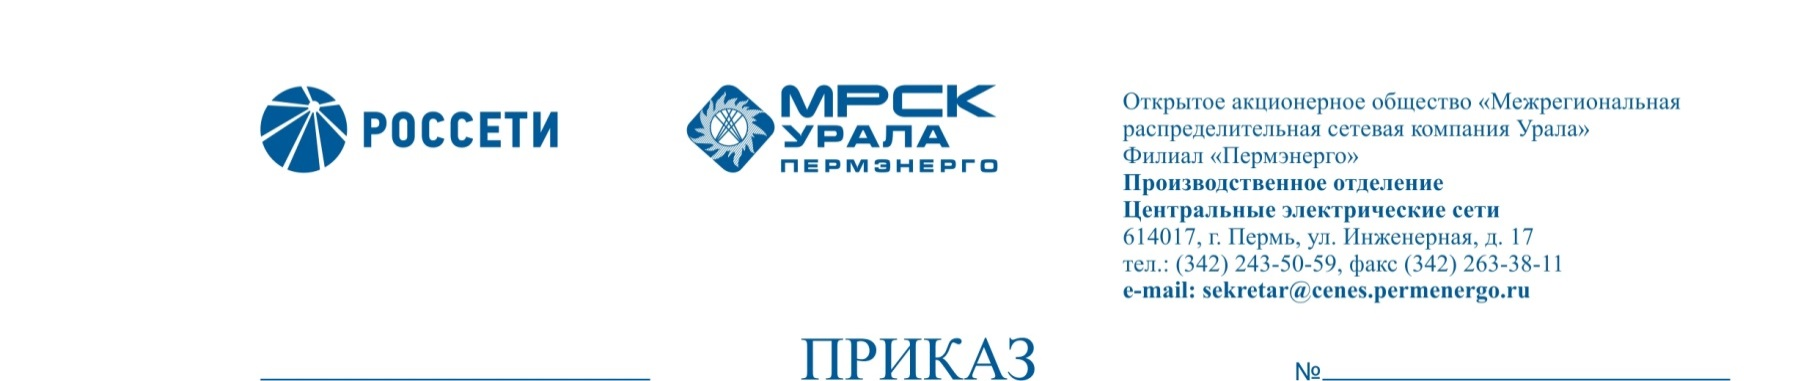 РОССЕТИ
МРСК
УРАЛА
ПЕРМЭНЕРГО
Открытое акционерное общество «Межрегиональная
распределительная сетевая компания Урала»
Филиал «Пермэнерго»
Производственное отделение
Центральные электрические сети
614017, г. Пермь, ул. Инженерная, д. 17
тел.: (342) 243-50-59, факс (342) 263-38-11
e-mail: sekretar@cenes.permenergo.ru
ПРИКАЗ
№